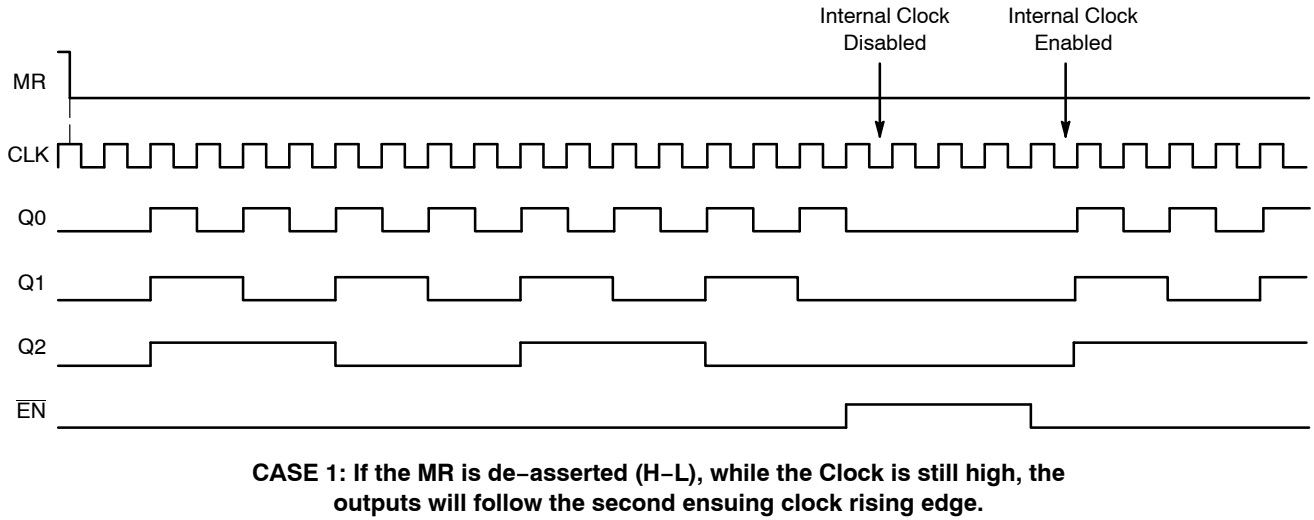 Internal Clock
Disabled
Internal Clock
Enabled
MR
CLK
Q0
Q1
Q2
E̅N̅
CASE 1: If the MR is de−asserted (H−L), while the Clock is still high, the
outputs will follow the second ensuing clock rising edge.